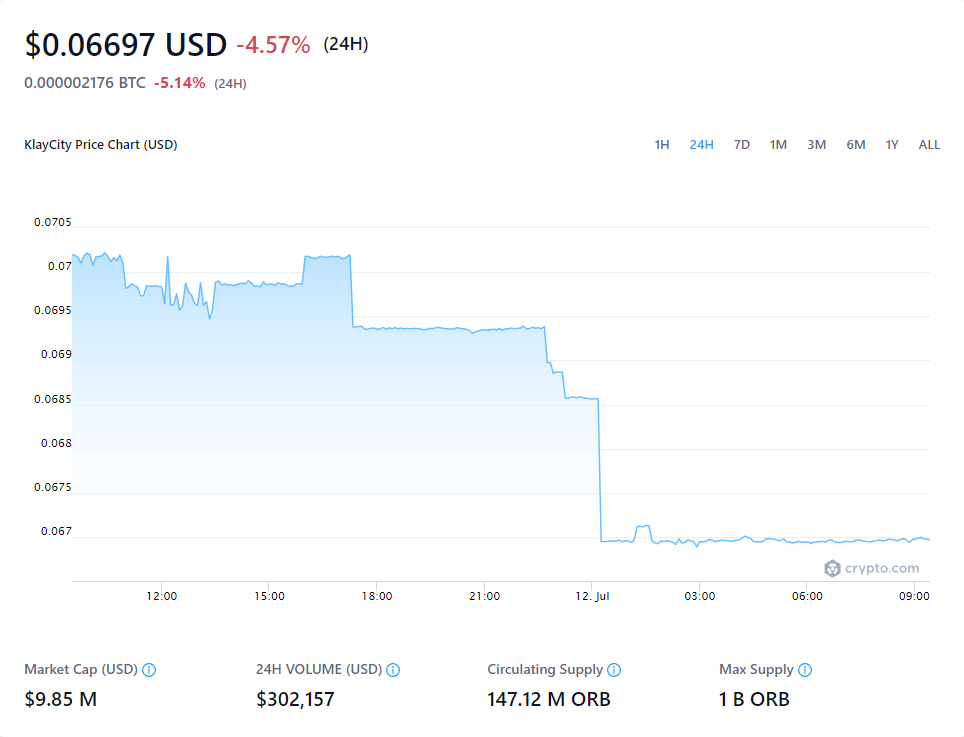 $0.06697 USD -4.57% (24H)
0.000002176 BTC -5.14% (24H)
KlayCity Price Chart (USD) 1H 24H 7D 1M 3M 6M 1Y ALL
0.0705
0.07
0.0695
0.069
0.0685
0.068
0.0675
0.067
crypto.com
12:00 15:00 18:00 21:00 12. Jul 03:00 06:00 09:00
Market Cap (USD) 24H VOLUME (USD) Circulating Supply Max Supply
$9.85 M $302,157 147.12 M ORB 1 B ORB